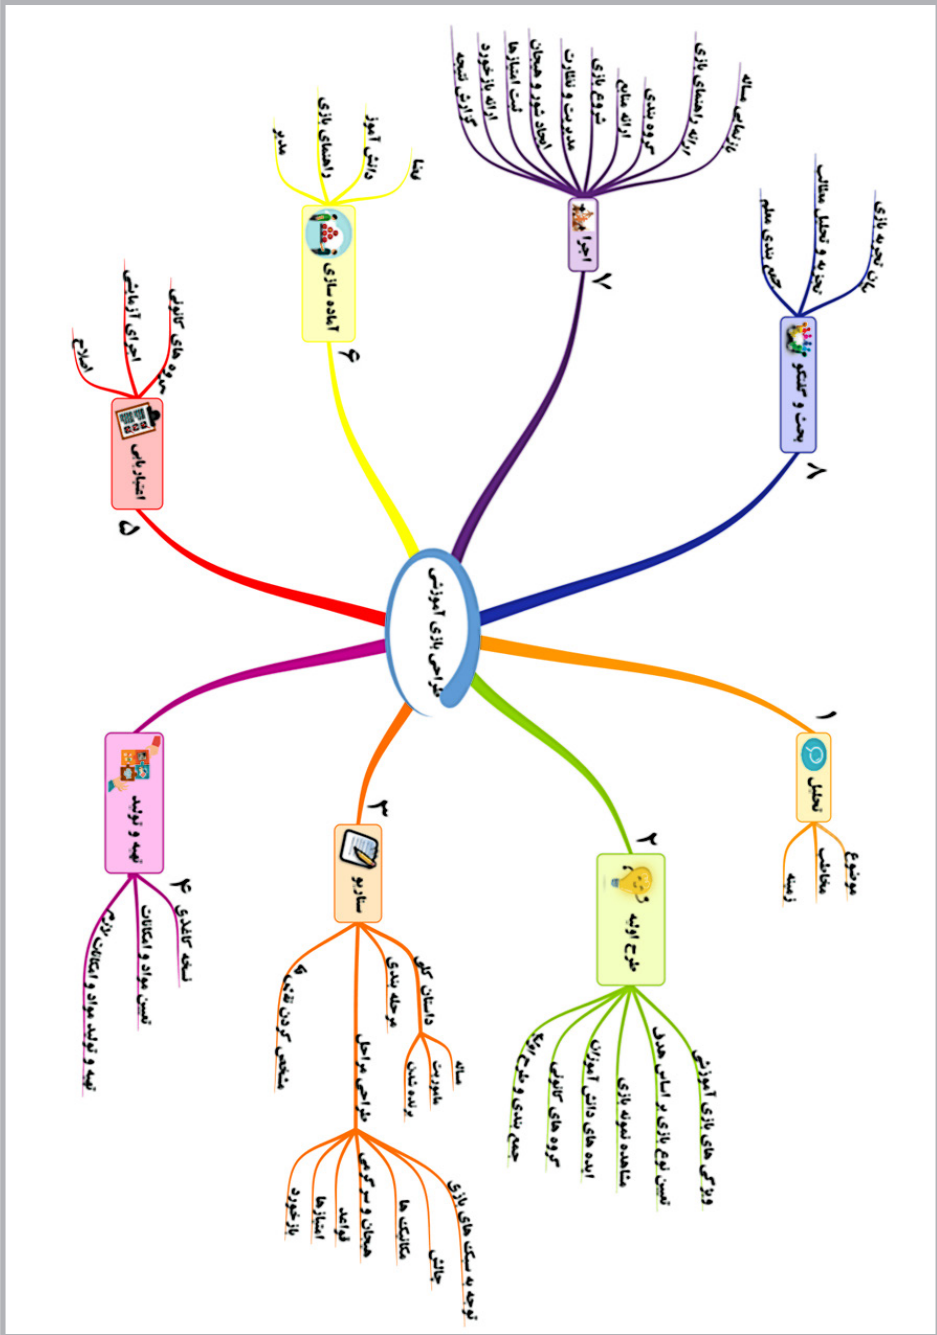 طراحی بازی آموزشی
۱
تحلیل
موضوع
مخاطب
زمینه
۲
طرح اولیه
ویژگی های بازی آموزشی
تعیین نوع بازی بر اساس هدف
مشاهده نمونه بازی
ایده های دانش آموزان
گروه های کانونی
جمع بندی و طرح اولیه
۳
سناریو
داستان کلی
مساله
ماموریت
برنده شدن
مرحله بندی
طراحی مراحل
توجه به سبک های بازی
چالش
مکانیک ها
هیجان و سرگرمی
قواعد
امتیازها
بازخورد
مشخص کردن نقش
۴
تهیه و تولید
نسخه کاغذی
تعیین مواد و امکانات
تهیه و تولید مواد و امکانات لازم
۵
اعتباریابی
گروه های کانونی
اجرای آزمایشی
اصلاح
۶
آماده سازی
فضا
دانش آموز
راهنمای بازی
مدیر
۷
اجرا
بازنمایی مساله
ارائه راهنمای بازی
گروه بندی
ارائه منابع
شروع بازی
مدیریت و نظارت
ایجاد شور و هیجان
ثبت امتیازها
ارائه بازخورد
گزارش نتیجه
۸
بحث و گفتگو
بیان تجربه بازی
تجزیه و تحلیل مطالب
جمع بندی معلم